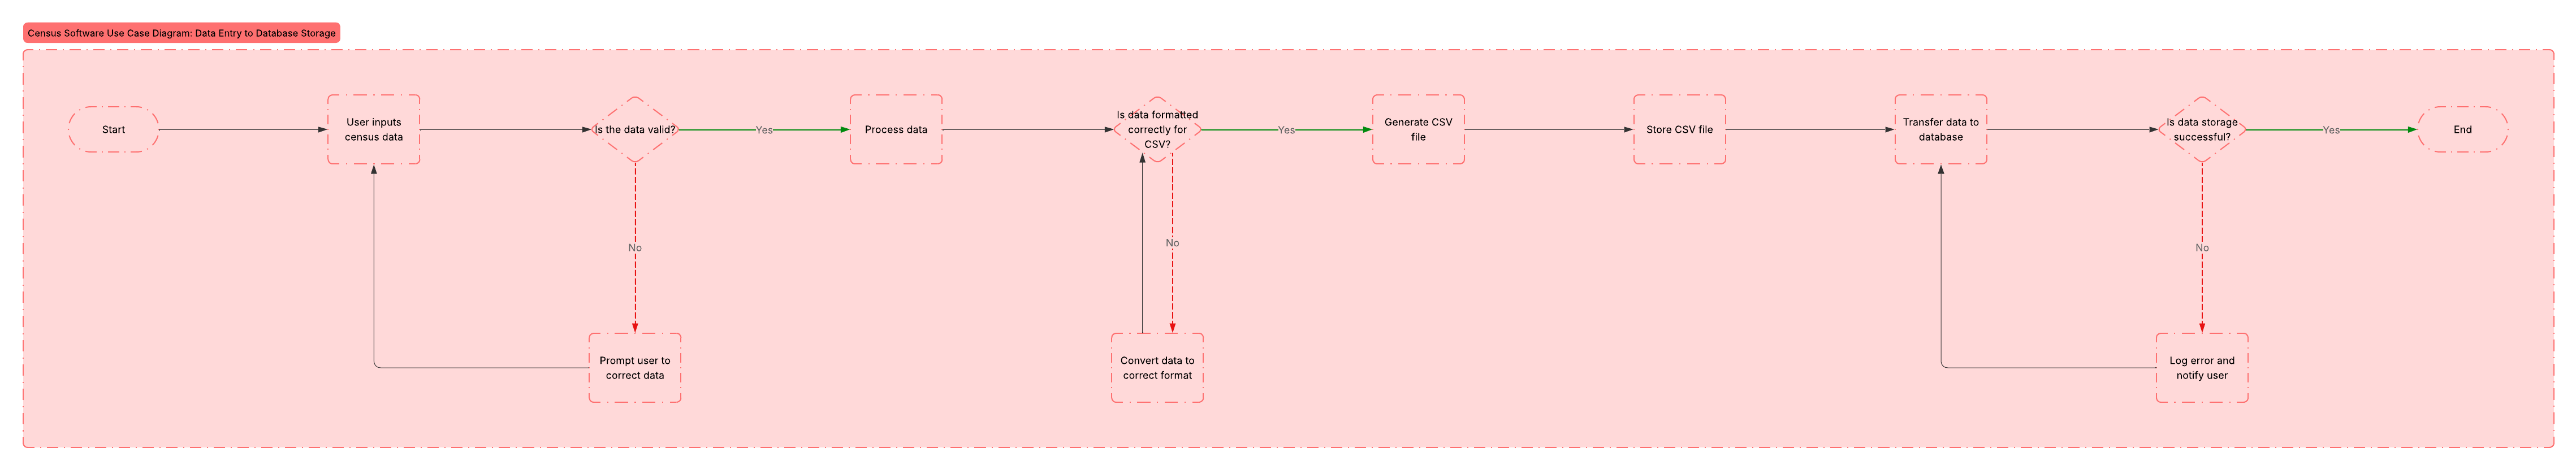 Census Software Use Case Diagram: Data Entry to Database Storage
Start
User inputs
census data
Is the data valid?
Yes
Process data
Is data formatted
correctly for
CSV?
Yes
Generate CSV
file
Store CSV file
Transfer data to
database
Is data storage
successful?
Yes
End
No
No
No
Prompt user to
correct data
Convert data to
correct format
Log error and
notify user